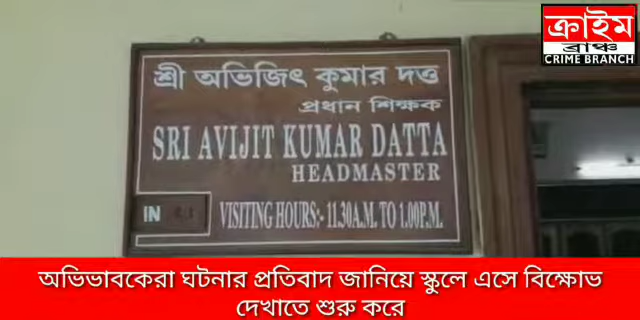 ক্রাইম
ব্রাঞ্চ
CRIME BRANCH
শ্রী অভিজিৎ কুমার দত্ত
প্রধান শিক্ষক
SRI AVIJIT KUMAR DATTA
HEADMASTER
IN
VISITING HOURS:- 11.30A.M. TO 1.00P.M.
অভিভাবকেরা ঘটনার প্রতিবাদ জানিয়ে স্কুলে এসে বিক্ষোভ
দেখাতে শুরু করে